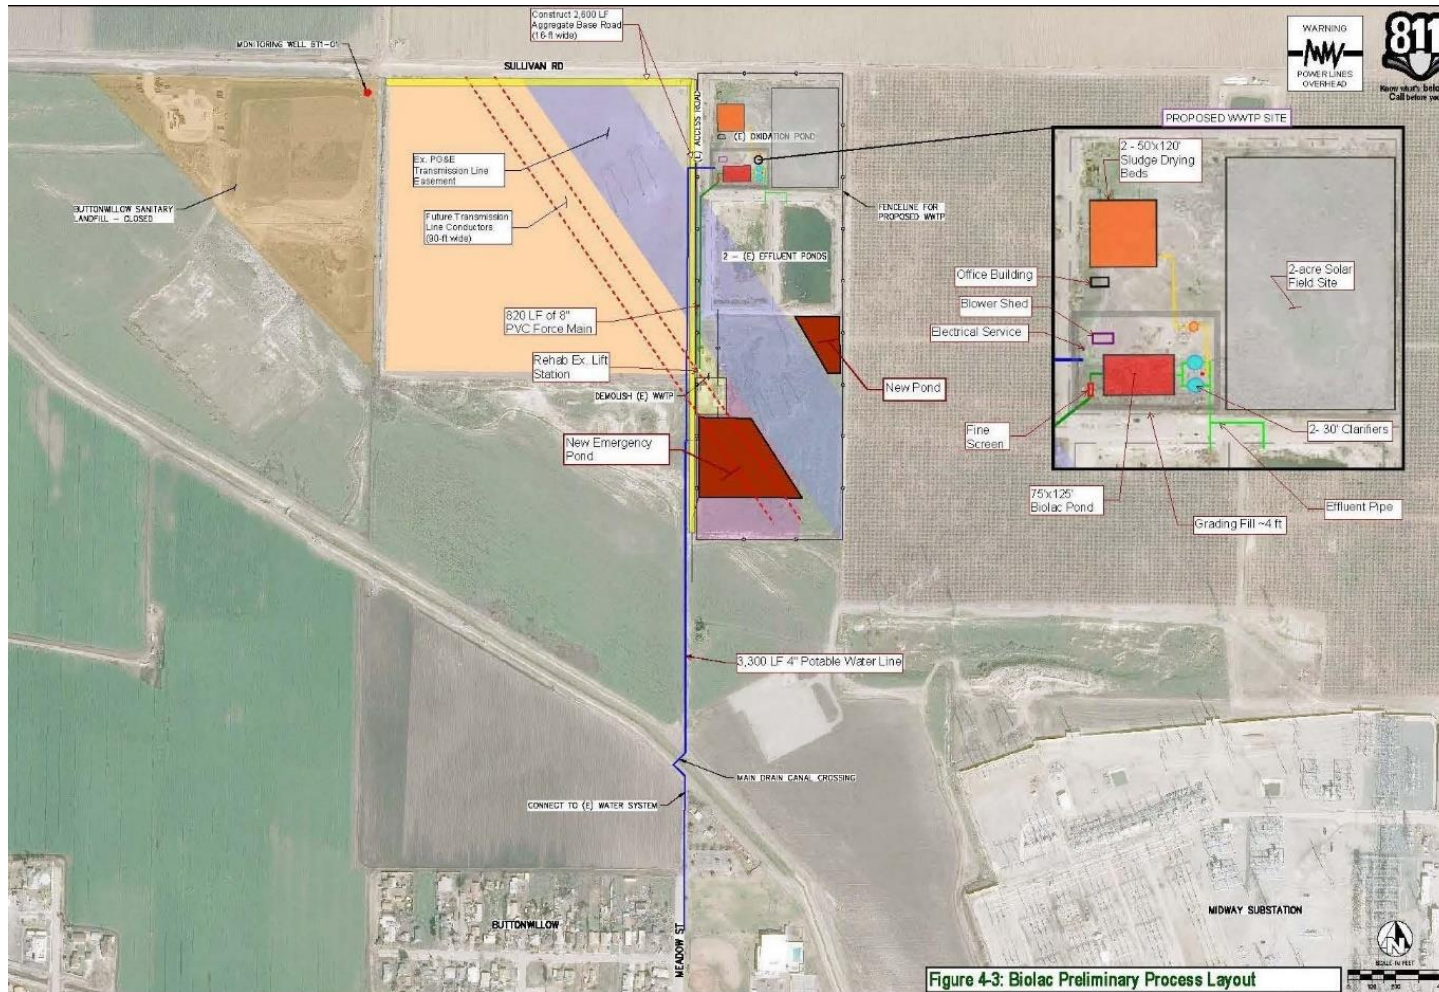 Construct 2,600 LF
Aggregate Base Road
(16-ft wide)
MONITORING WELL BT1-01
SULLIVAN RD
WARNING
POWER LINES
OVERHEAD
811
Know what's below
Call before you
(E) ACCESS ROAD
(E) OXIDATION POND
PROPOSED WWTP SITE
2 - 50'x120'
Sludge Drying
Beds
Ex. PG&E
Transmission Line
Easement
BUTTONWILLOW SANITARY
LANDFILL - CLOSED
Future Transmission
Line Conductors
(90-ft wide)
FENCELINE FOR
PROPOSED WWTP
2 - (E) EFFLUENT PONDS
Office Building
2-acre Solar
Field Site
Blower Shed
820 LF of 8"
PVC Force Main
Electrical Service
Rehab Ex. Lift
Station
New Pond
DEMOLISH (E) WWTP
New Emergency
Pond
Fine
Screen
2- 30' Clarifiers
75'x125'
Biolac Pond
Effluent Pipe
Grading Fill ~4 ft
3,300 LF 4" Potable Water Line
MAIN DRAIN CANAL CROSSING
CONNECT TO (E) WATER SYSTEM
BUTTONWILLOW
MEADOW ST
MIDWAY SUBSTATION
Figure 4-3: Biolac Preliminary Process Layout
SCALE IN FEET